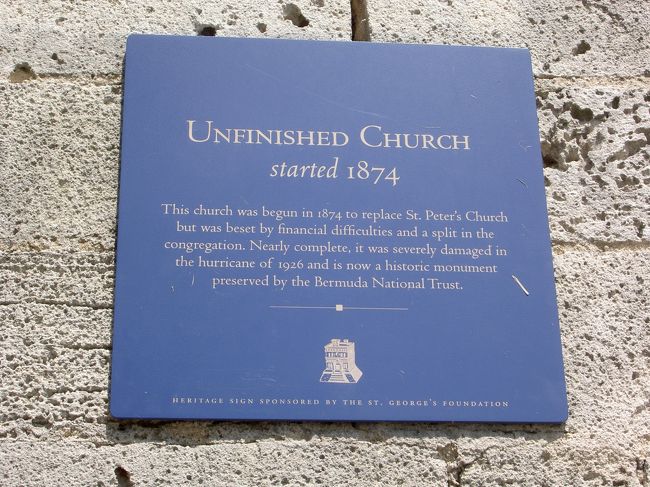 Unfinished Church
started 1874
This church was begun in 1874 to replace St. Peter's Church
but was beset by financial difficulties and a split in the
congregation. Nearly complete, it was severely damaged in
the hurricane of 1926 and is now a historic monument
preserved by the Bermuda National Trust.
HERITAGE SIGN SPONSORED BY THE ST. GEORGE'S FOUNDATION